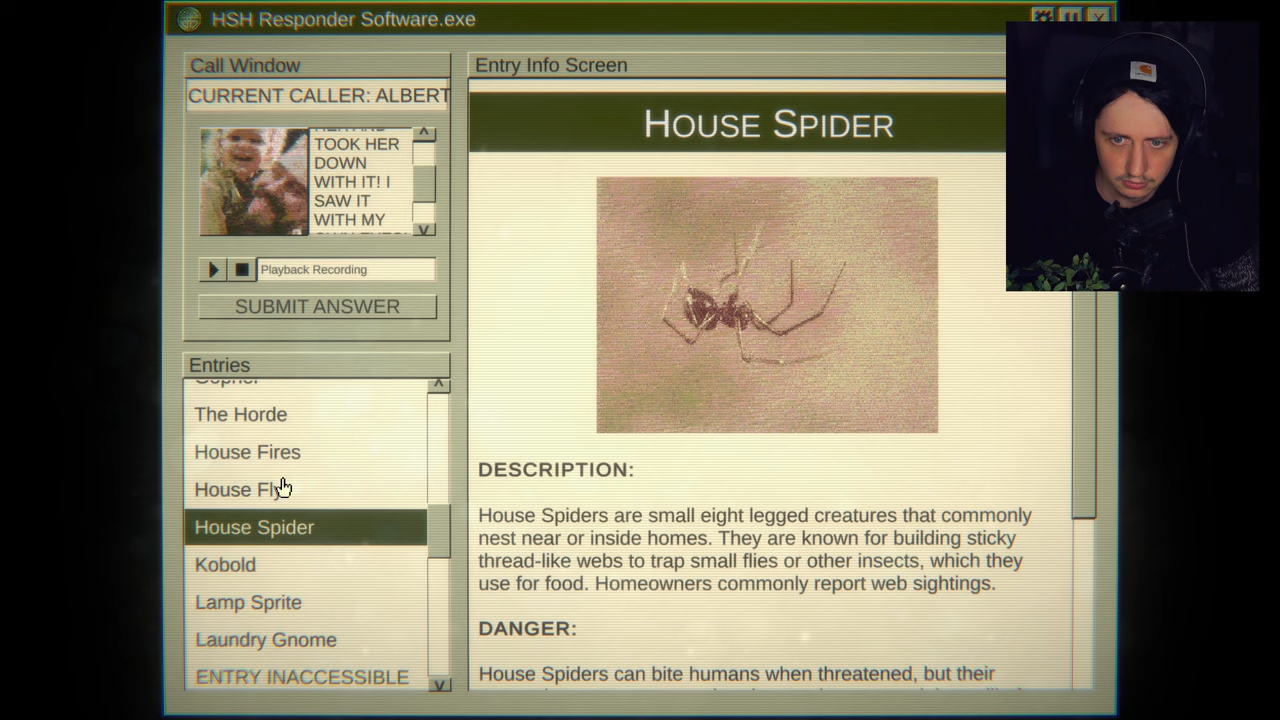 HSH Responder Software.exe
Call Window
CURRENT CALLER: ALBERT
TOOK HER
DOWN
WITH IT! I
SAW IT
WITH MY
Playback Recording
SUBMIT ANSWER
Entries
The Horde
House Fires
House Fly
House Spider
Kobold
Lamp Sprite
Laundry Gnome
ENTRY INACCESSIBLE
Entry Info Screen
HOUSE SPIDER
DESCRIPTION:
House Spiders are small eight legged creatures that commonly
nest near or inside homes. They are known for building sticky
thread-like webs to trap small flies or other insects, which they
use for food. Homeowners commonly report web sightings.
DANGER:
House Spiders can bite humans when threatened, but their